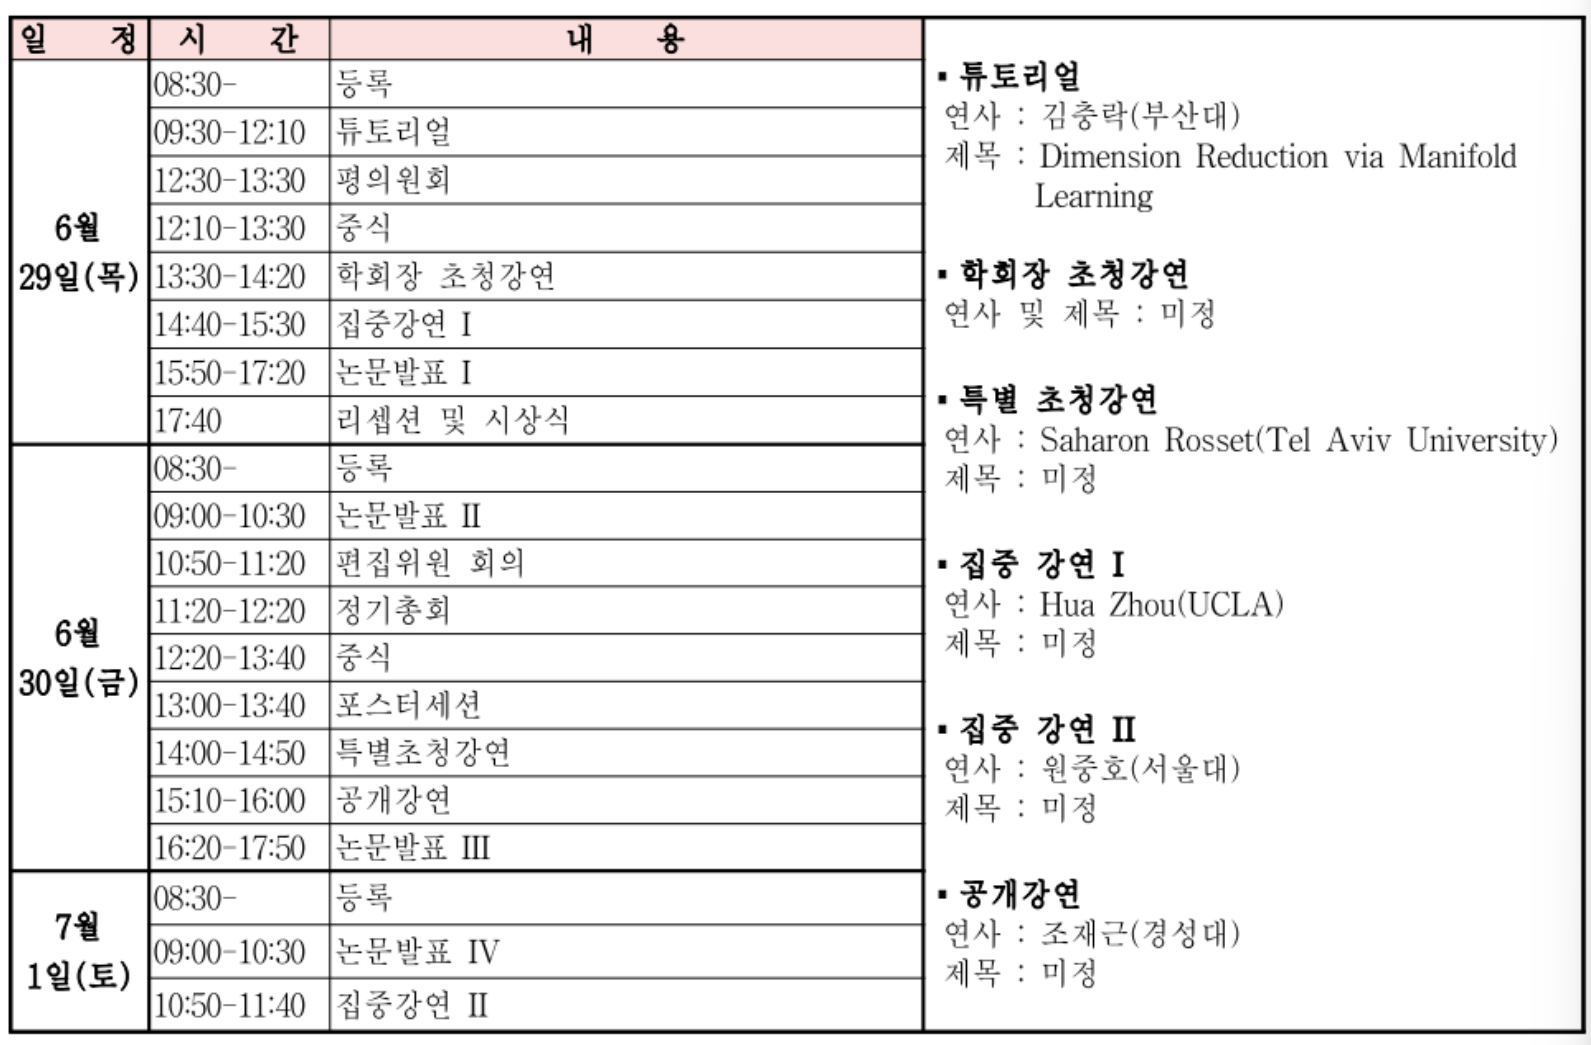 일 정 시 간 내 용
6월
29일(목)
08:30- 등록
09:30-12:10 튜토리얼
12:30-13:30 평의원회
12:10-13:30 중식
13:30-14:20 학회장 초청강연
14:40-15:30 집중강연 I
15:50-17:20 논문발표 I
17:40 리셉션 및 시상식
6월
30일(금)
08:30- 등록
09:00-10:30 논문발표 II
10:50-11:20 편집위원 회의
11:20-12:20 정기총회
12:20-13:40 중식
13:00-13:40 포스터세션
14:00-14:50 특별초청강연
15:10-16:00 공개강연
16:20-17:50 논문발표 III
7월
1일(토)
08:30- 등록
09:00-10:30 논문발표 IV
10:50-11:40 집중강연 II
▪ 튜토리얼
연사 : 김충락(부산대)
제목 : Dimension Reduction via Manifold
Learning
▪ 학회장 초청강연
연사 및 제목 : 미정
▪ 특별 초청강연
연사 : Saharon Rosset(Tel Aviv University)
제목 : 미정
▪ 집중 강연 I
연사 : Hua Zhou(UCLA)
제목 : 미정
▪ 집중 강연 II
연사 : 원중호(서울대)
제목 : 미정
▪ 공개강연
연사 : 조재근(경성대)
제목 : 미정